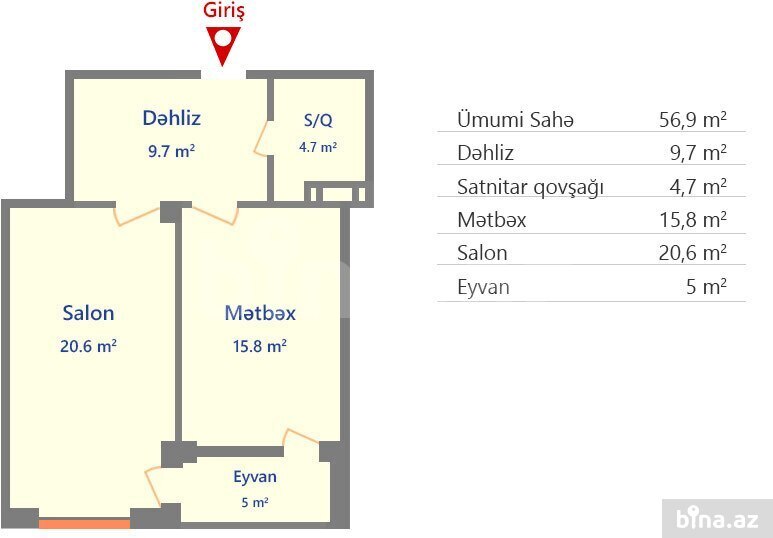 Giriş
Dəhliz
9.7 m²
S/Q
4.7 m²
Salon
20.6 m²
Mətbəx
15.8 m²
Eyvan
5 m²
Ümumi Sahə 56,9 m²
Dəhliz 9,7 m²
Satnitar qovşağı 4,7 m²
Mətbəx 15,8 m²
Salon 20,6 m²
Eyvan 5 m²
bina
bina.az